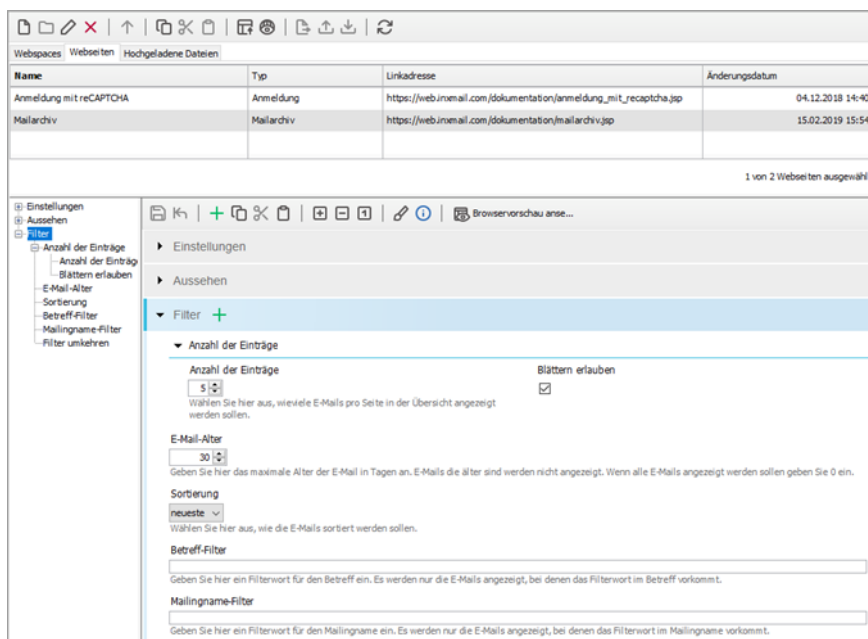 Webspaces Webseiten Hochgeladene Dateien
Name Typ Linkadresse Änderungsdatum
Anmeldung mit reCAPTCHA Anmeldung https://web.inxmail.com/dokumentation/anmeldung_mit_recaptcha.jsp 04.12.2018 14:40
Mailarchiv Mailarchiv https://web.inxmail.com/dokumentation/mailarchiv.jsp 15.02.2019 15:54
1 von 2 Webseiten ausgewähl
Einstellungen
Aussehen
Filter
Anzahl der Einträge
Anzahl der Einträg
Blättern erlauben
E-Mail-Alter
Sortierung
Betreff-Filter
Mailingname-Filter
Filter umkehren
Browservorschau anse...
Einstellungen
Aussehen
Filter
Anzahl der Einträge
Anzahl der Einträge Blättern erlauben
5
Wählen Sie hier aus, wieviele E-Mails pro Seite in der Übersicht angezeigt
werden sollen.
E-Mail-Alter
30
Geben Sie hier das maximale Alter der E-Mail in Tagen an. E-Mails die älter sind werden nicht angezeigt. Wenn alle E-Mails angezeigt werden sollen geben Sie 0 ein.
Sortierung
neueste
Wählen Sie hier aus, wie die E-Mails sortiert werden sollen.
Betreff-Filter
Geben Sie hier ein Filterwort für den Betreff ein. Es werden nur die E-Mails angezeigt, bei denen das Filterwort im Betreff vorkommt.
Mailingname-Filter
Geben Sie hier ein Filterwort für den Mailingname ein. Es werden nur die E-Mails angezeigt, bei denen das Filterwort im Mailingname vorkommt.